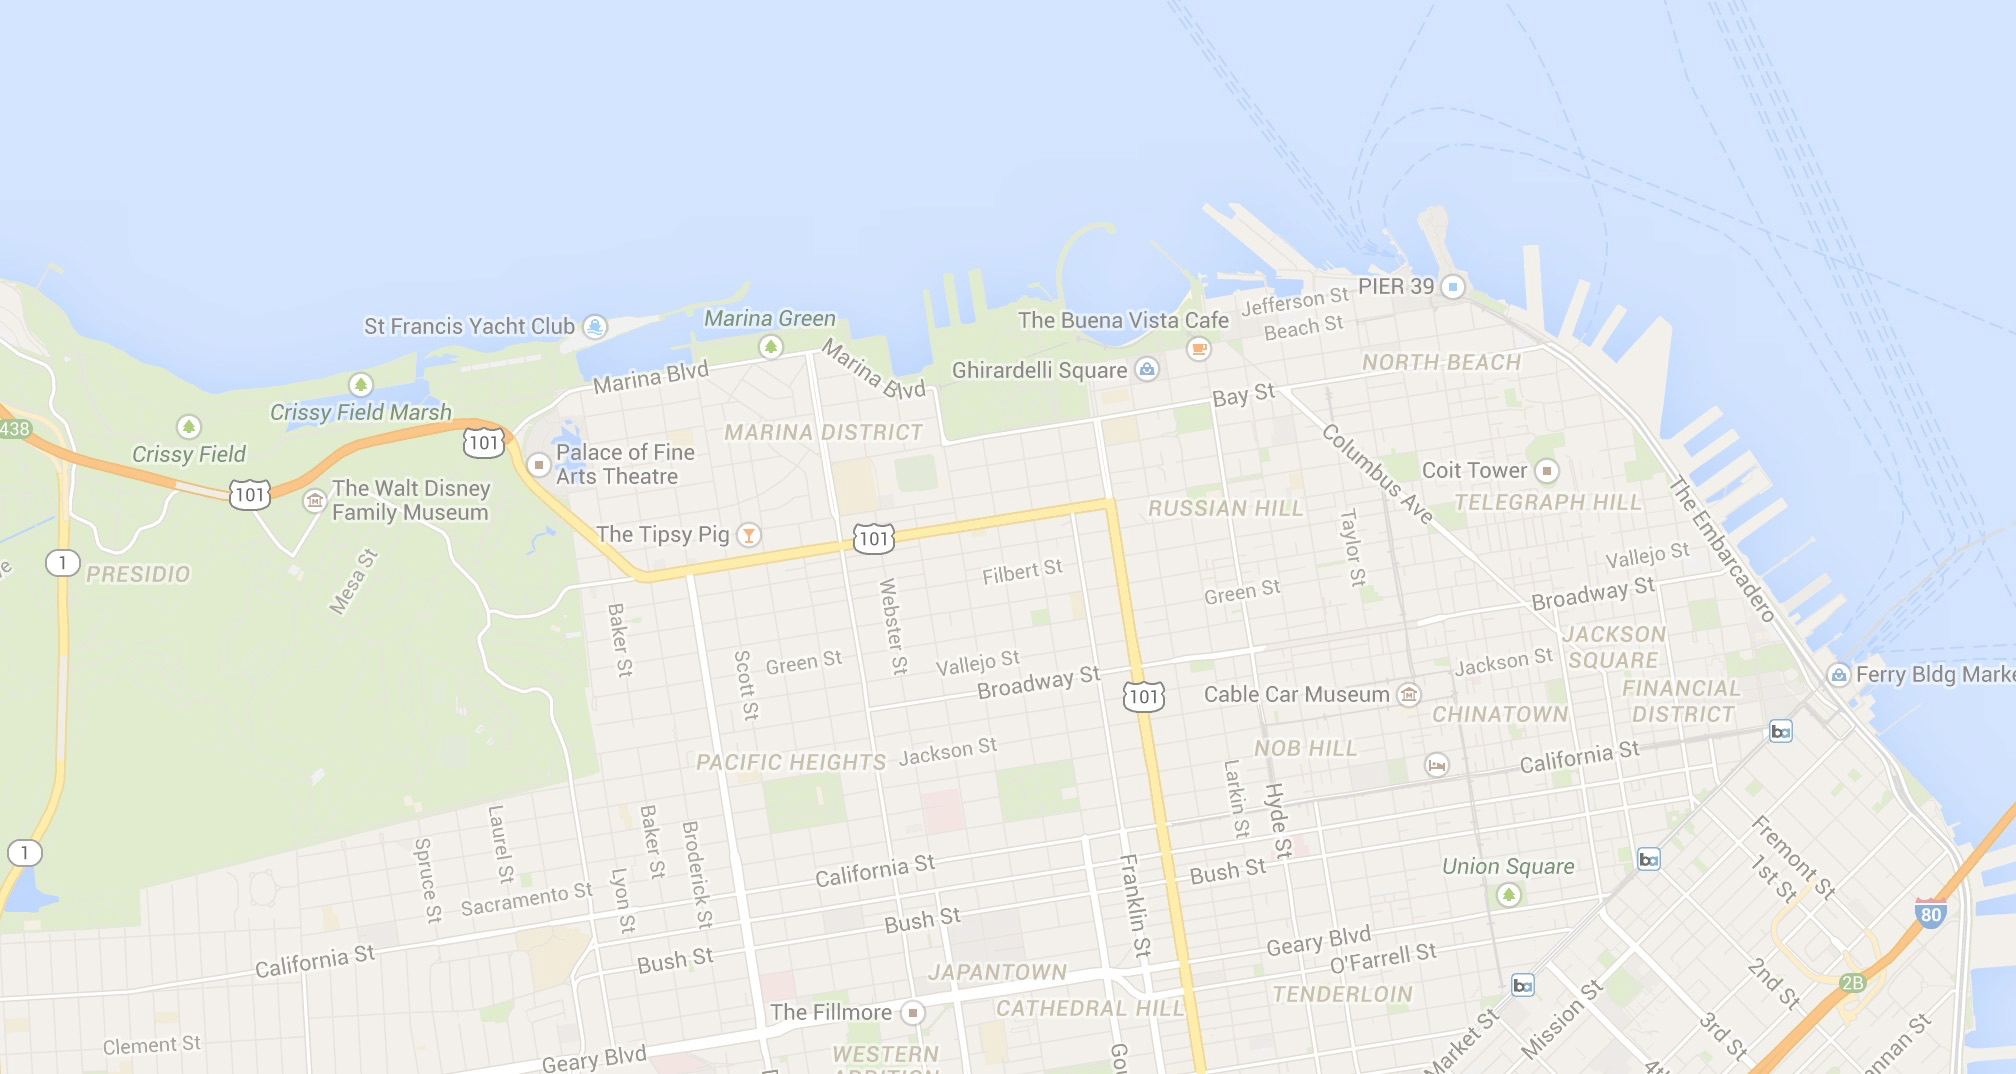 PIER 39
Jefferson St
Beach St
St Francis Yacht Club
Marina Green
The Buena Vista Cafe
Marina Blvd
Marina Blvd
Ghirardelli Square
NORTH BEACH
Bay St
Crissy Field Marsh
438
Crissy Field
101
MARINA DISTRICT
Columbus Ave
Palace of Fine
Arts Theatre
Coit Tower
TELEGRAPH HILL
The Embarcadero
101
The Walt Disney
Family Museum
RUSSIAN HILL
The Tipsy Pig
101
Taylor St
Vallejo St
1
PRESIDIO
Mesa St
Filbert St
Green St
Broadway St
Webster St
Baker St
JACKSON
SQUARE
Scott St
Green St
Vallejo St
Broadway St
Jackson St
101
Cable Car Museum
Ferry Bldg Marke
FINANCIAL
DISTRICT
CHINATOWN
PACIFIC HEIGHTS
Jackson St
NOB HILL
California St
Larkin St
Hyde St
Laurel St
Baker St
Broderick St
Spruce St
1
Lyon St
Sacramento St
California St
Franklin St
Bush St
Union Square
Fremont St
1st St
80
Bush St
California St
Bush St
Geary Blvd
O'Farrell St
JAPANTOWN
2B
2nd St
TENDERLOIN
CATHEDRAL HILL
The Fillmore
Mission St
Market St
3rd St
Clement St
Geary Blvd
WESTERN
ADDITION
Gou
4t
annan St